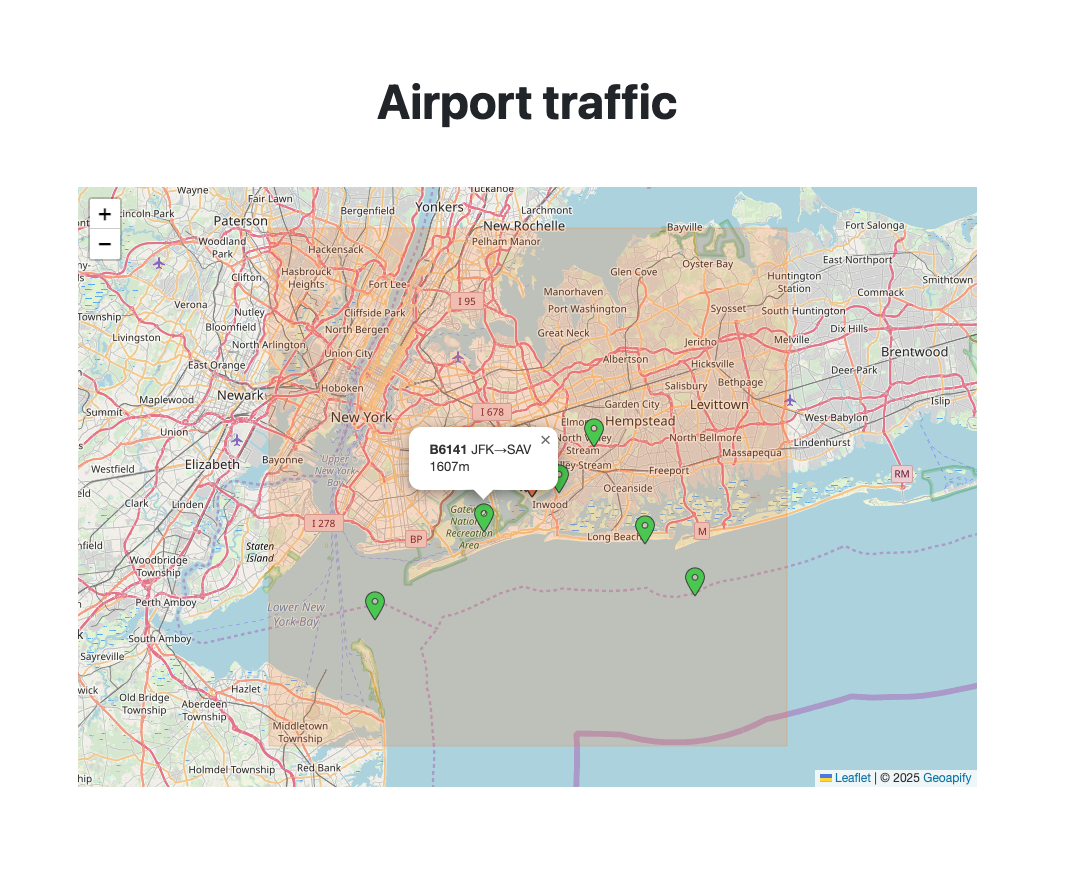 Airport traffic
+
−
Wayne
Fair Lawn
Tuckahoe
Lincoln Park
Paterson
Bergenfield
Yonkers
Larchmont
New Rochelle
Pelham Manor
Bayville
Fort Salonga
Woodland
Park
Hackensack
Oyster Bay
East Northport
Glen Cove
Clifton
Hasbrouck
Heights
Fort Lee
Huntington
Station
Smithtown
Manorhaven
Commack
I 95
Verona
Nutley
Cliffside Park
Port Washington
Syosset
South Huntington
Township
Bloomfield
North Bergen
Great Neck
Dix Hills
Livingston
North Arlington
Union City
Jericho
Melville
Brentwood
East Orange
Albertson
Hicksville
Deer Park
Maplewood
Newark
Hoboken
Salisbury
Bethpage
Islip
Summit
New York
I 678
Garden City
Levittown
West Babylon
Union
Elmont
Hempstead
North Bellmore
Lindenhurst
North Valley
Stream
Massapequa
B6141 JFK→SAV
1607m
×
Westfield
Elizabeth
Bayonne
Upper
New York
Bay
Valley Stream
Freeport
RM
Oceanside
Clark
Linden
Inwood
Gateway
National
Recreation
Area
I 278
BP
Long Beach
M
Staten
Island
Woodbridge
Township
Perth Amboy
Lower New
York Bay
South Amboy
Sayreville
Hazlet
Old Bridge
Township
Aberdeen
Township
Middletown
Township
Holmdel Township
Red Bank
Leaflet | © 2025 Geoapify